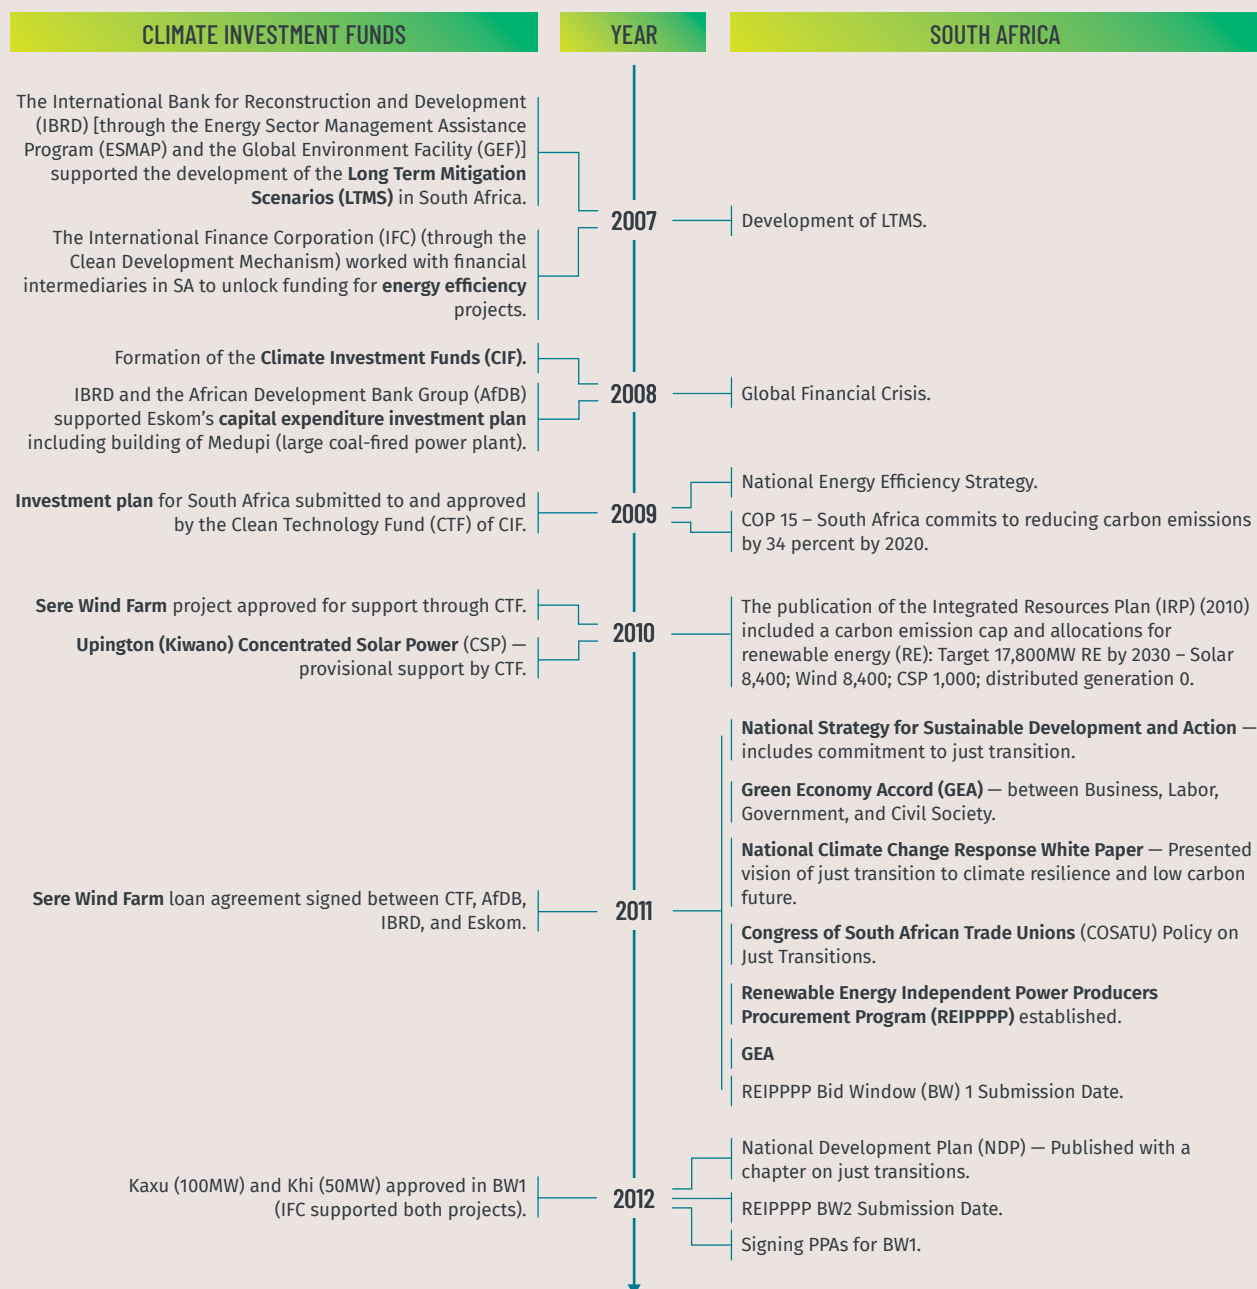 CLIMATE INVESTMENT FUNDS
YEAR
SOUTH AFRICA
The International Bank for Reconstruction and Development
(IBRD) [through the Energy Sector Management Assistance
Program (ESMAP) and the Global Environment Facility (GEF)]
supported the development of the Long Term Mitigation
Scenarios (LTMS) in South Africa.
The International Finance Corporation (IFC) (through the
Clean Development Mechanism) worked with financial
intermediaries in SA to unlock funding for energy efficiency
projects.
2007
Development of LTMS.
Formation of the Climate Investment Funds (CIF).
IBRD and the African Development Bank Group (AfDB)
supported Eskom’s capital expenditure investment plan
including building of Medupi (large coal-fired power plant).
2008
Global Financial Crisis.
Investment plan for South Africa submitted to and approved
by the Clean Technology Fund (CTF) of CIF.
2009
National Energy Efficiency Strategy.
COP 15 – South Africa commits to reducing carbon emissions
by 34 percent by 2020.
Sere Wind Farm project approved for support through CTF.
Upington (Kiwano) Concentrated Solar Power (CSP) —
provisional support by CTF.
2010
The publication of the Integrated Resources Plan (IRP) (2010)
included a carbon emission cap and allocations for
renewable energy (RE): Target 17,800MW RE by 2030 – Solar
8,400; Wind 8,400; CSP 1,000; distributed generation 0.
Sere Wind Farm loan agreement signed between CTF, AfDB,
IBRD, and Eskom.
2011
National Strategy for Sustainable Development and Action —
includes commitment to just transition.
Green Economy Accord (GEA) — between Business, Labor,
Government, and Civil Society.
National Climate Change Response White Paper — Presented
vision of just transition to climate resilience and low carbon
future.
Congress of South African Trade Unions (COSATU) Policy on
Just Transitions.
Renewable Energy Independent Power Producers
Procurement Program (REIPPPP) established.
GEA
REIPPPP Bid Window (BW) 1 Submission Date.
Kaxu (100MW) and Khi (50MW) approved in BW1
(IFC supported both projects).
2012
National Development Plan (NDP) — Published with a
chapter on just transitions.
REIPPPP BW2 Submission Date.
Signing PPAs for BW1.